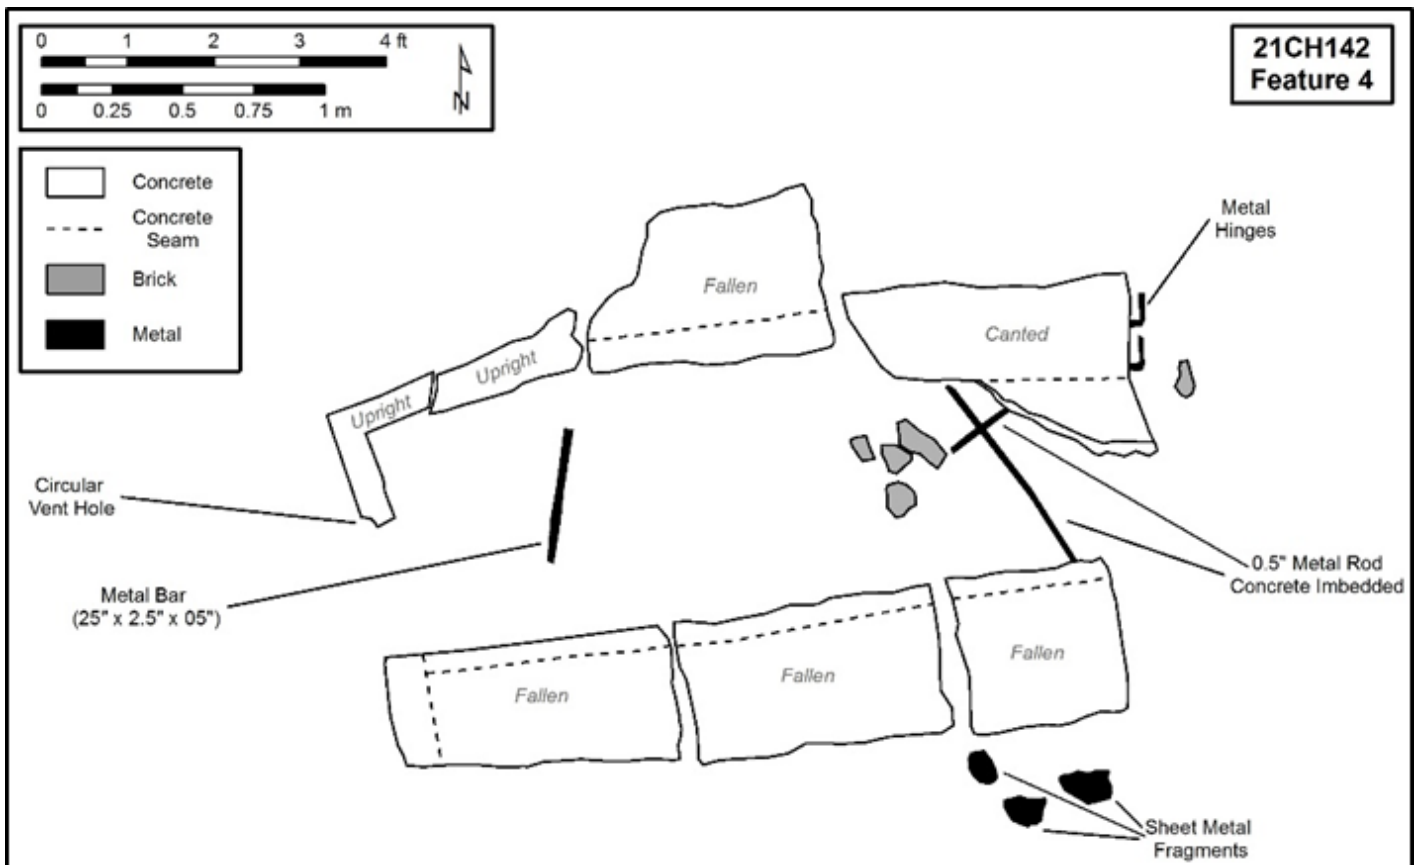 0 1 2 3 4 ft
0 0.25 0.5 0.75 1 m
N
21CH142
Feature 4
Concrete
Concrete
Seam
Brick
Metal
Metal
Hinges
Fallen
Canted
Upright
Upright
Circular
Vent Hole
Metal Bar
(25" x 2.5" x 05")
0.5" Metal Rod
Concrete Imbedded
Fallen
Fallen
Fallen
Sheet Metal
Fragments